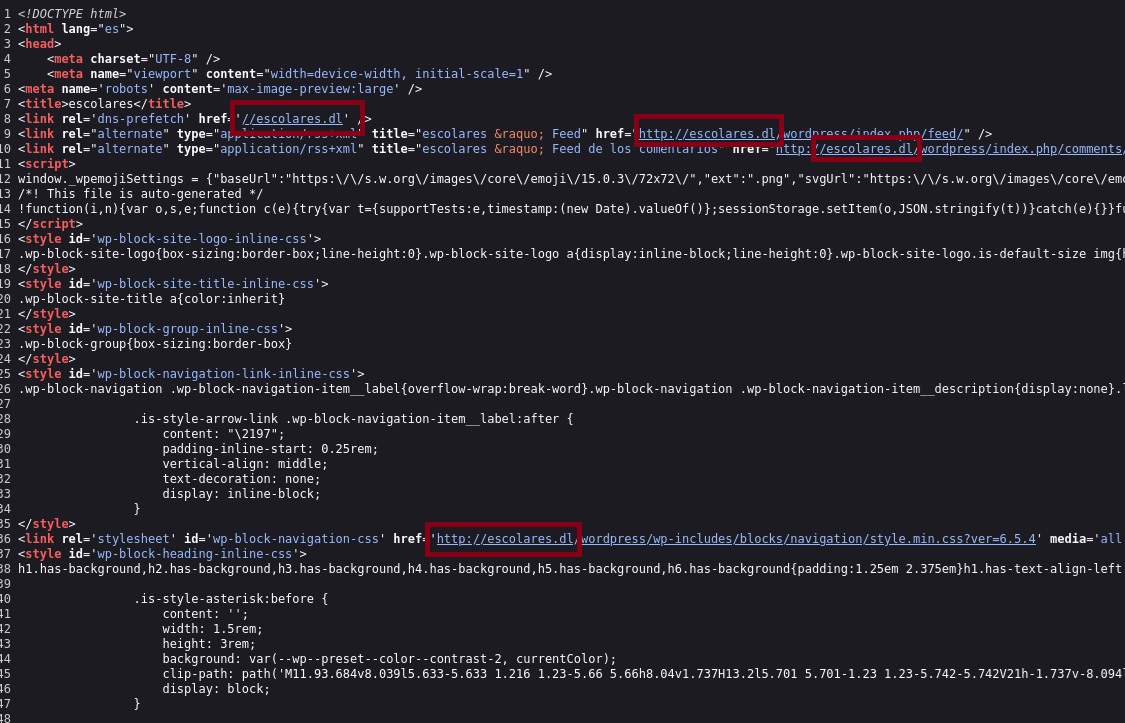 1 <!DOCTYPE html>
2 <html lang="es">
3 <head>
4 <meta charset="UTF-8" />
5 <meta name="viewport" content="width=device-width, initial-scale=1" />
6 <meta name='robots' content='max-image-preview:large' />
7 <title>escolares</title>
8 <link rel='dns-prefetch' href='//escolares.dl' />
9 <link rel="alternate" type="application/rss+xml" title="escolares &raquo; Feed" href="http://escolares.dl/wordpress/index.php/feed/" />
10 <link rel="alternate" type="application/rss+xml" title="escolares &raquo; Feed de los comentarios" href="http://escolares.dl/wordpress/index.php/comments/
11 <script>
12 window._wpemojiSettings = {"baseUrl":"https:\/\/s.w.org\/images\/core\/emoji\/15.0.3\/72x72\/","ext":".png","svgUrl":"https:\/\/s.w.org\/images\/core\/emo
13 /*! This file is auto-generated */
14 !function(i,n){var o,s,e;function c(e){try{var t={supportTests:e,timestamp:(new Date).valueOf()};sessionStorage.setItem(o,JSON.stringify(t))}catch(e){}}fu
15 </script>
16 <style id='wp-block-site-logo-inline-css'>
17 .wp-block-site-logo{box-sizing:border-box;line-height:0}.wp-block-site-logo a{display:inline-block;line-height:0}.wp-block-site-logo.is-default-size img{h
18 </style>
19 <style id='wp-block-site-title-inline-css'>
20 .wp-block-site-title a{color:inherit}
21 </style>
22 <style id='wp-block-group-inline-css'>
23 .wp-block-group{box-sizing:border-box}
24 </style>
25 <style id='wp-block-navigation-link-inline-css'>
26 .wp-block-navigation .wp-block-navigation-item__label{overflow-wrap:break-word}.wp-block-navigation .wp-block-navigation-item__description{display:none}.l
27
28 .is-style-arrow-link .wp-block-navigation-item__label:after {
29 content: "\2197";
30 padding-inline-start: 0.25rem;
31 vertical-align: middle;
32 text-decoration: none;
33 display: inline-block;
34 }
35 </style>
36 <link rel='stylesheet' id='wp-block-navigation-css' href='http://escolares.dl/wordpress/wp-includes/blocks/navigation/style.min.css?ver=6.5.4' media='all
37 <style id='wp-block-heading-inline-css'>
38 h1.has-background,h2.has-background,h3.has-background,h4.has-background,h5.has-background,h6.has-background{padding:1.25em 2.375em}h1.has-text-align-left
39
40 .is-style-asterisk:before {
41 content: '';
42 width: 1.5rem;
43 height: 3rem;
44 background: var(--wp--preset--color--contrast-2, currentColor);
45 clip-path: path('M11.93.684v8.039l5.633-5.633 1.216 1.23-5.66 5.66h8.04v1.737H13.2l5.701 5.701-1.23 1.23-5.742-5.742V21h-1.737v-8.094l
46 display: block;
47 }
48